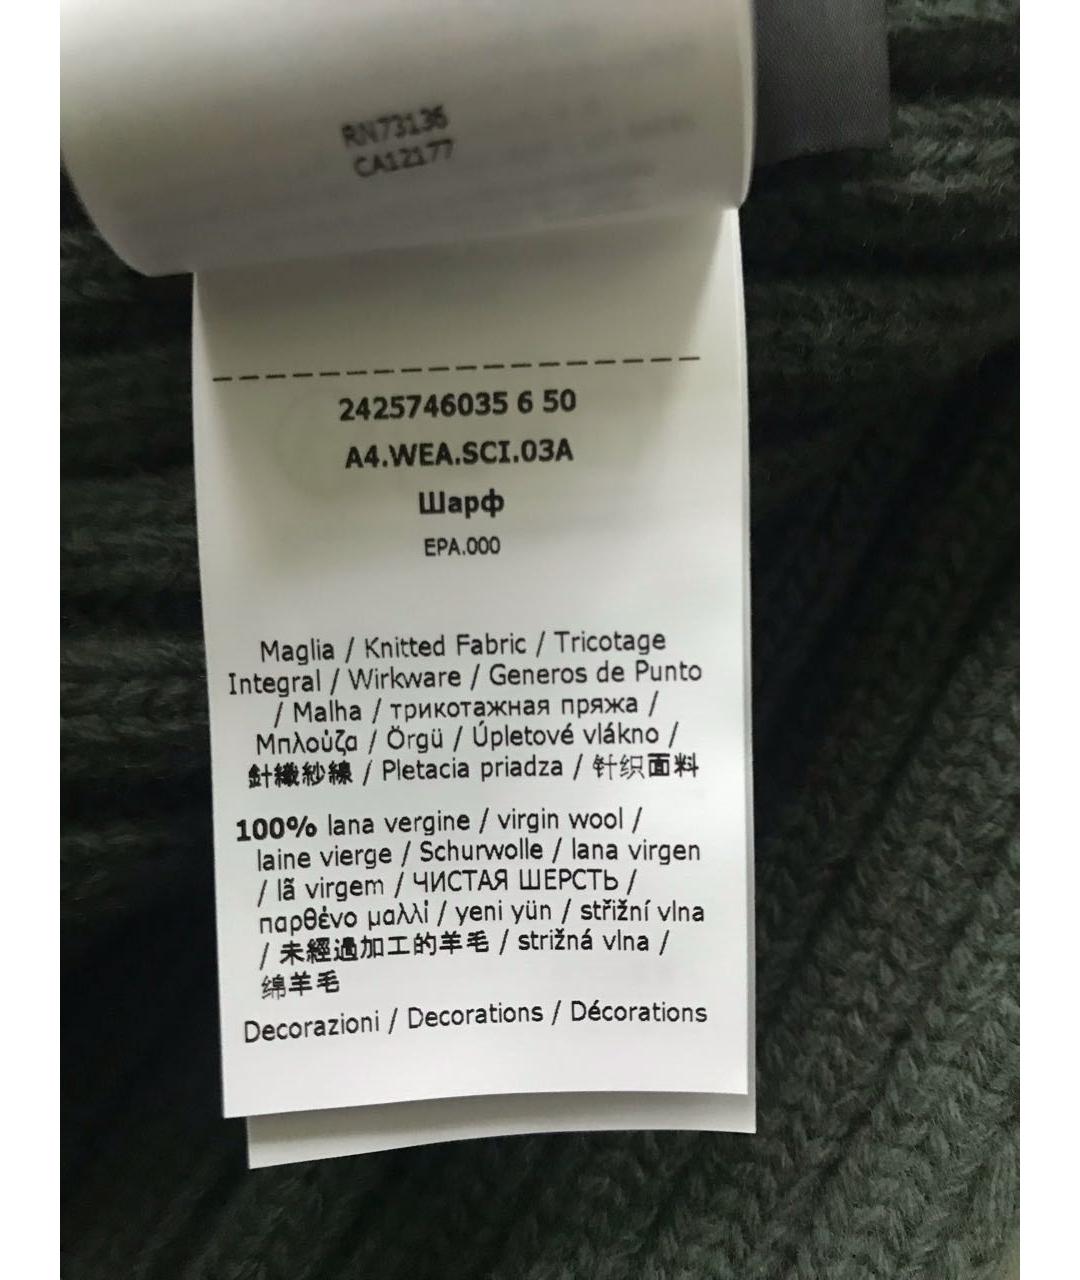 RN73136
CA12177
2425746035 6 50
A4.WEA.SCI.03A
Шарф
EPA.000
Maglia / Knitted Fabric / Tricotage
Integral / Wirkware / Generos de Punto
/ Malha / трикотажная пряжа /
Μπλούζα / Örgü / Úpletové vlákno /
針織紗線 / Pletacia priadza / 针织面料
100% lana vergine / virgin wool /
laine vierge / Schurwolle / lana virgen
/ lã virgem / ЧИСТАЯ ШЕРСТЬ /
παρθένο μαλλί / yeni yün / střižní vlna
/ 未經過加工的羊毛 / strižná vlna /
绵羊毛
Decorazioni / Decorations / Décorations